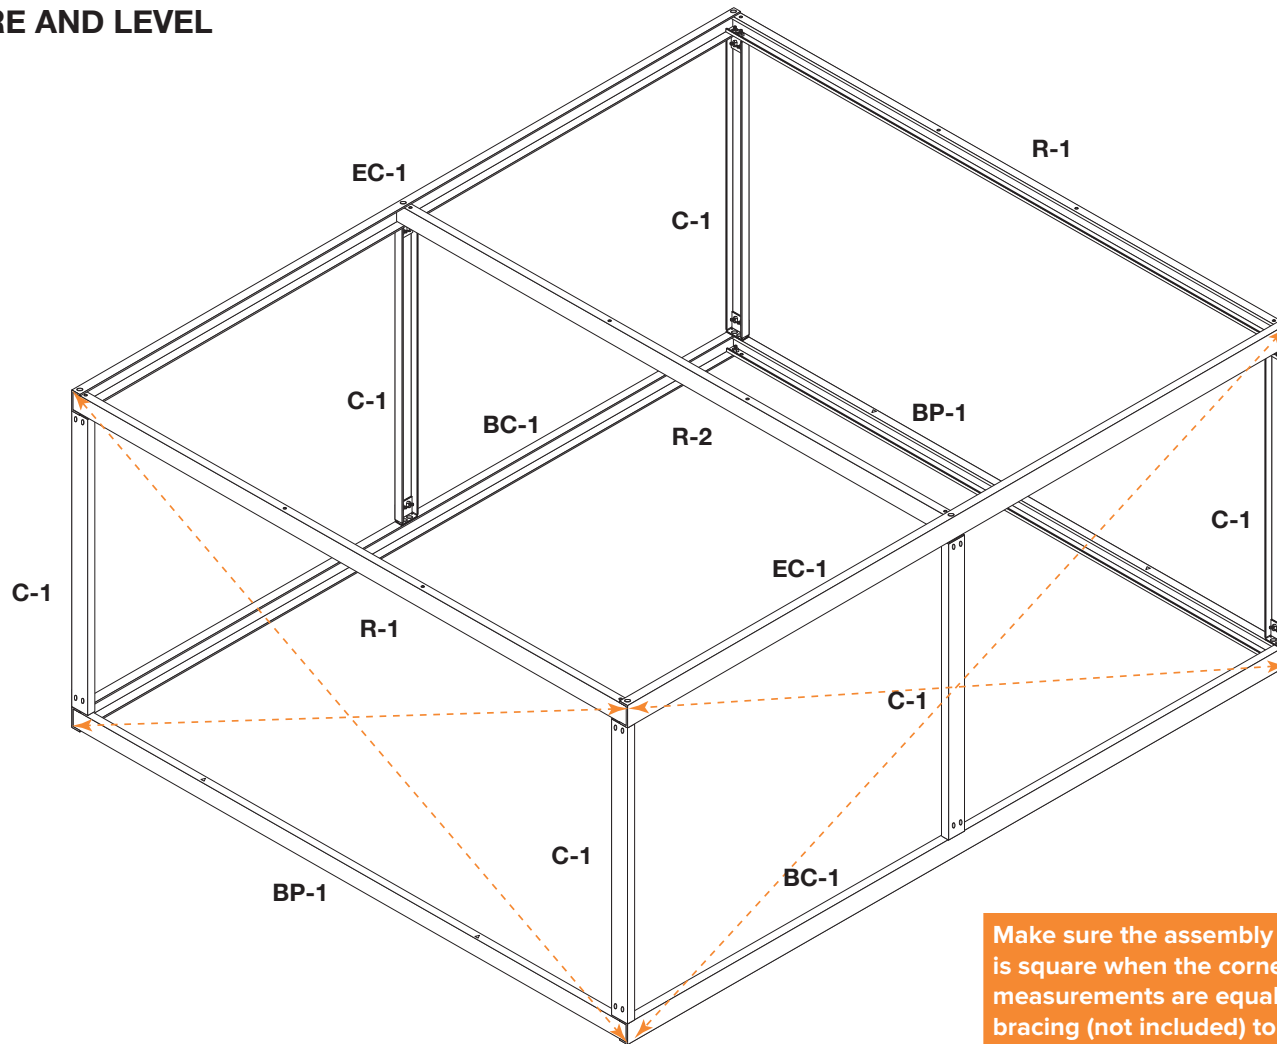 RE AND LEVEL
R-1
EC-1
C-1
C-1
BC-1
R-2
BP-1
C-1
EC-1
C-1
R-1
C-1
C-1
BC-1
BP-1
Make sure the assembly
is square when the corne
measurements are equal
bracing (not included) to